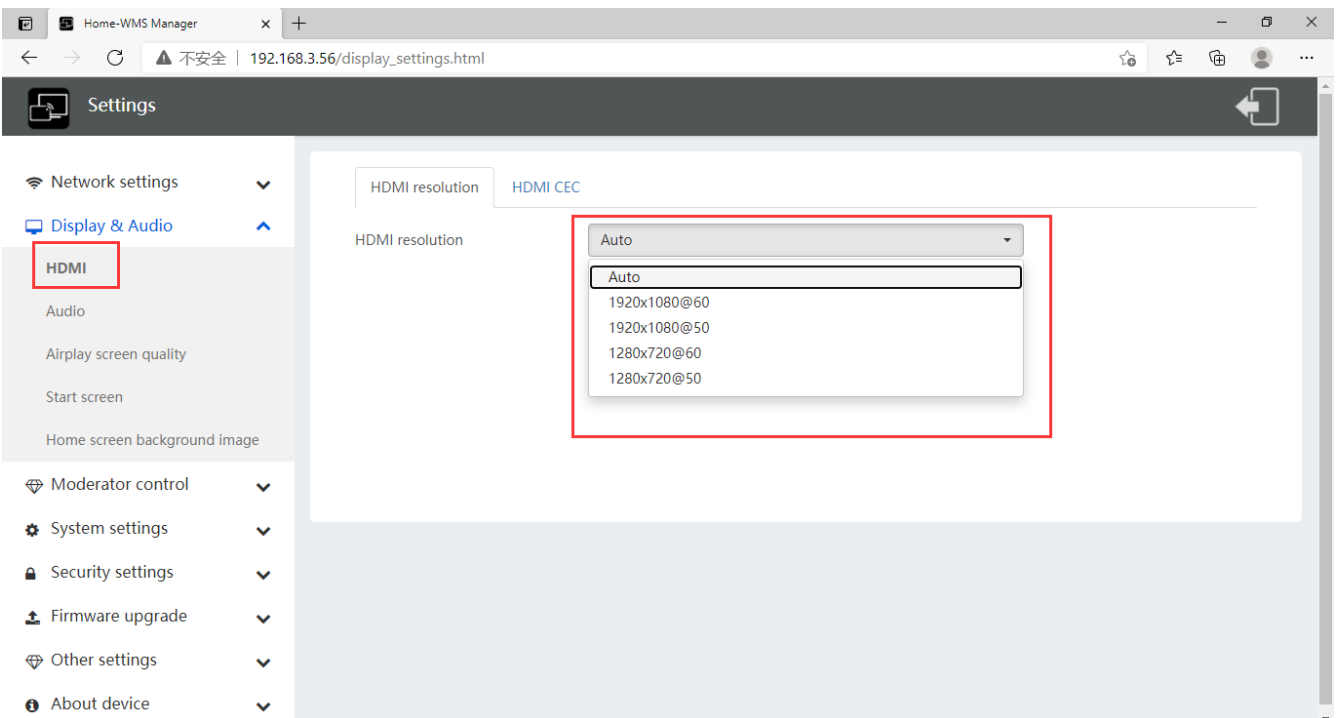 Home-WMS Manager
不安全 192.168.3.56/display_settings.html
Settings
Network settings
Display & Audio
HDMI
Audio
Airplay screen quality
Start screen
Home screen background image
Moderator control
System settings
Security settings
Firmware upgrade
Other settings
About device
HDMI resolution HDMI CEC
HDMI resolution Auto
Auto
1920x1080@60
1920x1080@50
1280x720@60
1280x720@50